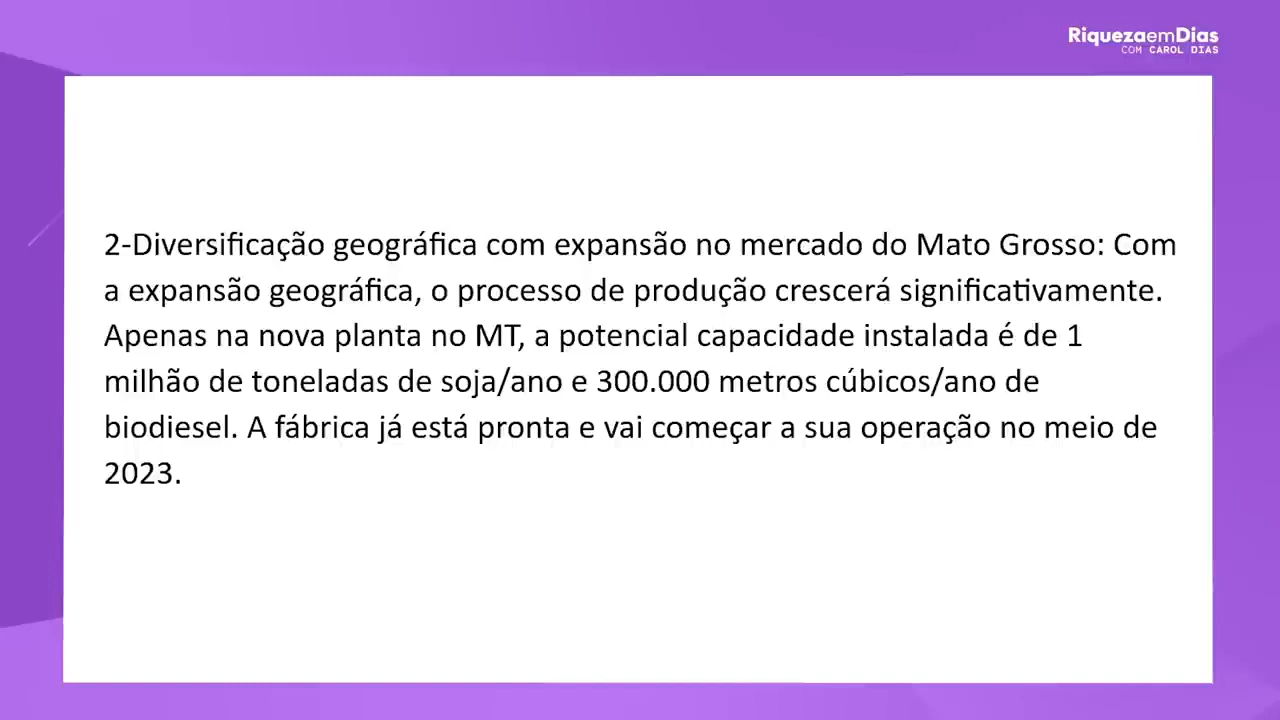 RiquezaemDias
COM CAROL DIAS
2-Diversificação geográfica com expansão no mercado do Mato Grosso: Com
a expansão geográfica, o processo de produção crescerá significativamente.
Apenas na nova planta no MT, a potencial capacidade instalada é de 1
milhão de toneladas de soja/ano e 300.000 metros cúbicos/ano de
biodiesel. A fábrica já está pronta e vai começar a sua operação no meio de
2023.